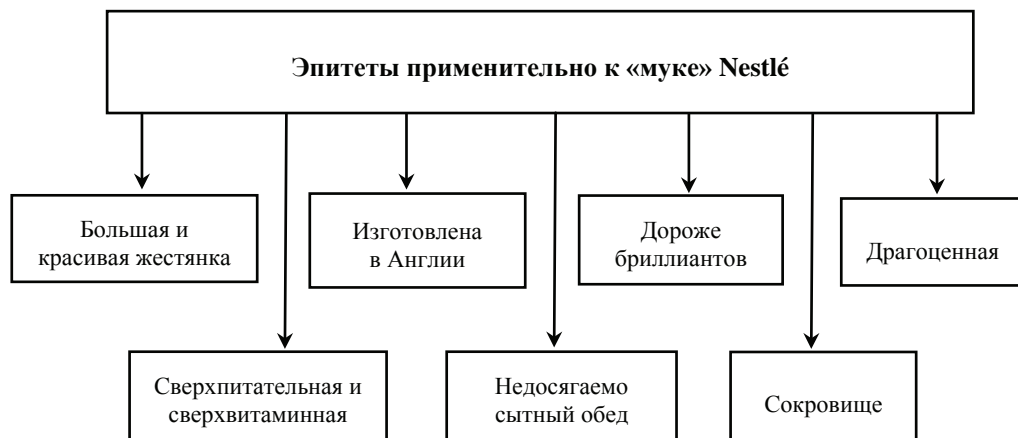 Эпитеты применительно к «муке» Nestlé
Большая и
красивая жестянка
Изготовлена
в Англии
Дороже
бриллиантов
Драгоценная
Сверхпитательная и
сверхвитаминная
Недосягаемо
сытный обед
Сокровище